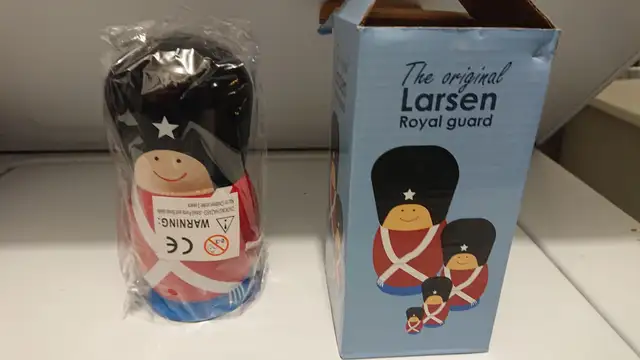 The original
Larsen
Royal guard
WARNING:
CE